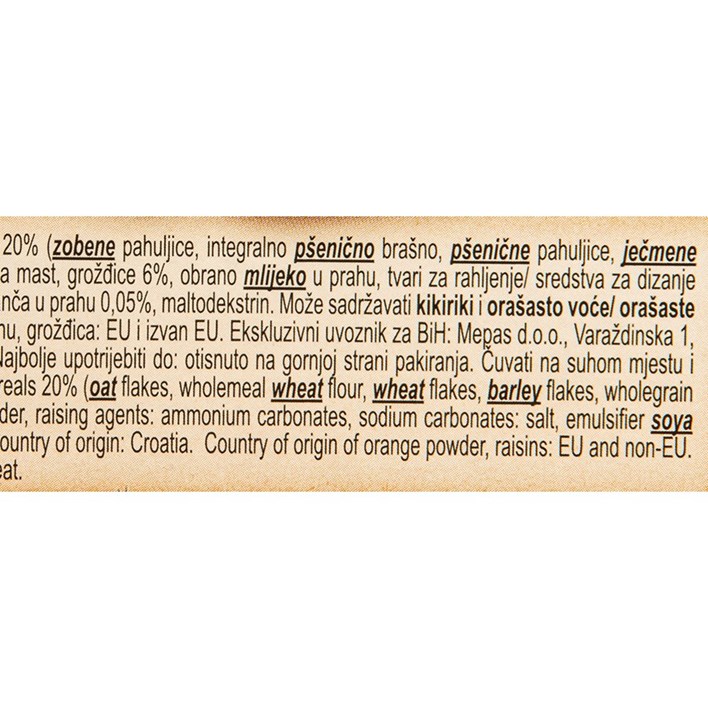 20% (zobene pahuljice, integralno pšenično brašno, pšenične pahuljice, ječmene
a mast, grožđice 6%, obrano mlijeko u prahu, tvari za rahljenje/ sredstva za dizanje
nča u prahu 0,05%, maltodekstrin. Može sadržavati kikiriki i orašasto voće/ orašaste
hu, grožđica: EU i izvan EU. Ekskluzivni uvoznik za BiH: Mepas d.o.o., Varaždinska 1,
Najbolje upotrijebiti do: otisnuto na gornjoj strani pakiranja. Čuvati na suhom mjestu i
reals 20% (oat flakes, wholemeal wheat flour, wheat flakes, barley flakes, wholegrain
der, raising agents: ammonium carbonates, sodium carbonates: salt, emulsifier soya
ountry of origin: Croatia. Country of origin of orange powder, raisins: EU and non-EU.
eat.